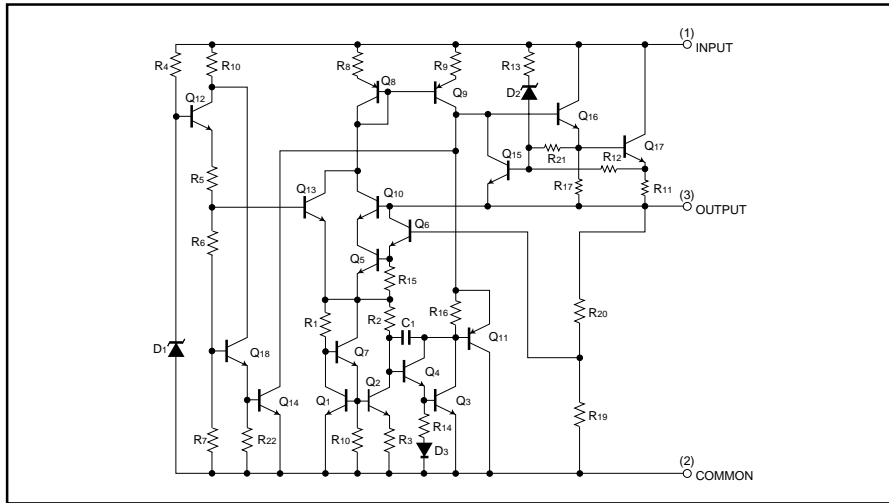 (1)
INPUT
R4
R10
R8
R9
R13
Q8
Q12
Q9
D2
Q16
Q15
R21
Q17
R12
R5
Q13
Q10
R17
R11
(3)
OUTPUT
Q6
R6
Q5
R15
R1
R2
C1
R16
Q11
R20
D1
Q18
Q7
Q4
Q14
Q1
Q2
Q3
R14
R19
R7
R22
R10
R3
D3
(2)
COMMON